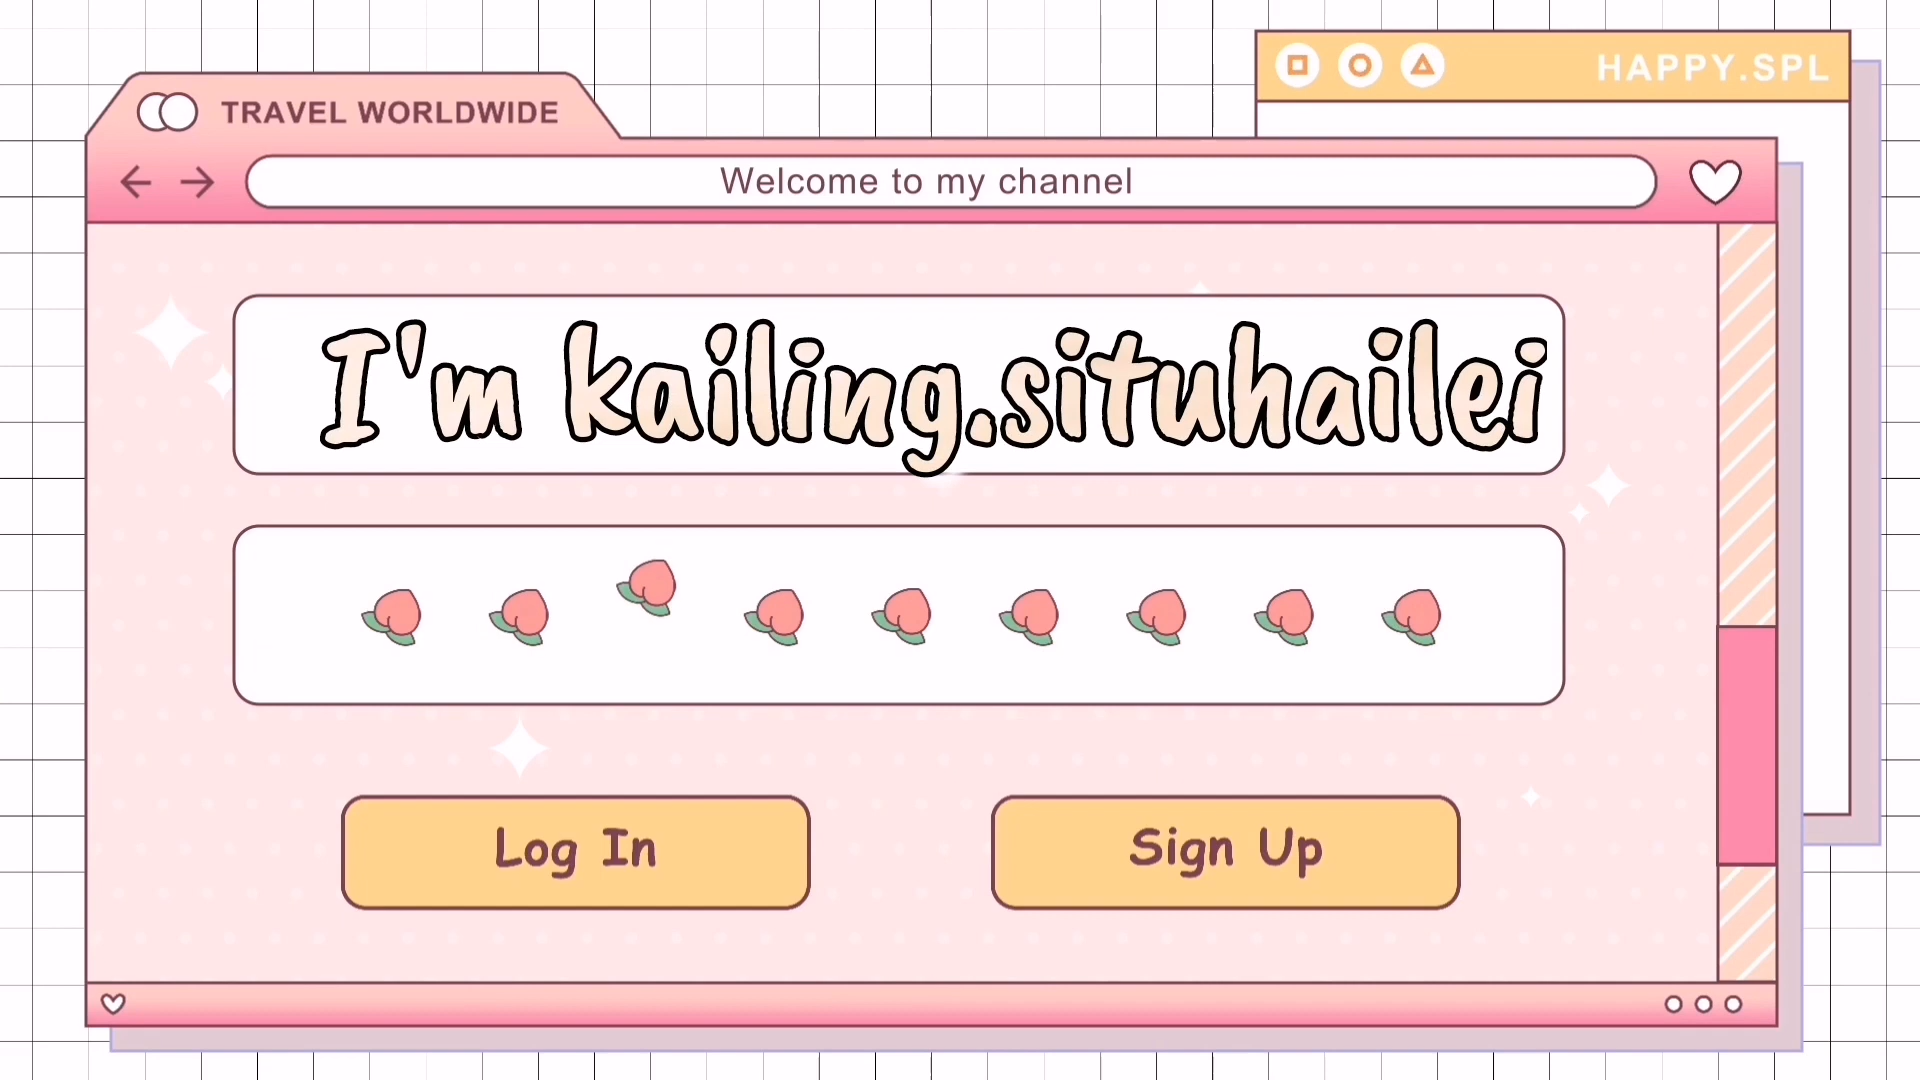 HAPPY.SPL
TRAVEL WORLDWIDE
Welcome to my channel
I'm kailing.situhailei
Log In
Sign Up